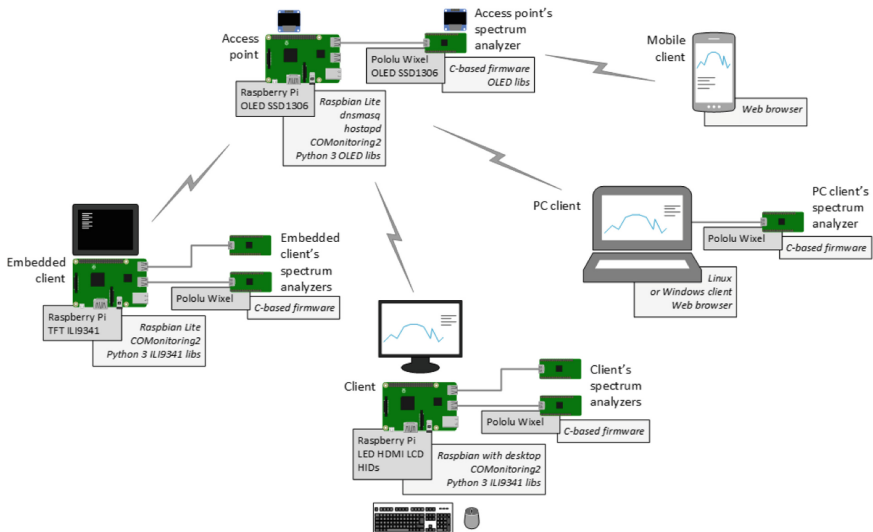 Access
point
Raspberry Pi
OLED SSD1306
Raspbian Lite
dnsmasq
hostapd
COMonitoring2
Python 3 OLED libs
Access point's
spectrum
analyzer
Pololu Wixel
OLED SSD1306
C-based firmware
OLED libs
Mobile
client
Web browser
PC client
PC client's
spectrum
analyzer
Pololu Wixel
C-based firmware
Linux
or Windows client
Web browser
Embedded
client
Raspberry Pi
TFT ILI9341
Raspbian Lite
COMonitoring2
Python 3 ILI9341 libs
Embedded
client's
spectrum
analyzers
Pololu Wixel
C-based firmware
Client
Raspberry Pi
LED HDMI LCD
HIDs
Raspbian with desktop
COMonitoring2
Python 3 ILI9341 libs
Client's
spectrum
analyzers
Pololu Wixel
C-based firmware